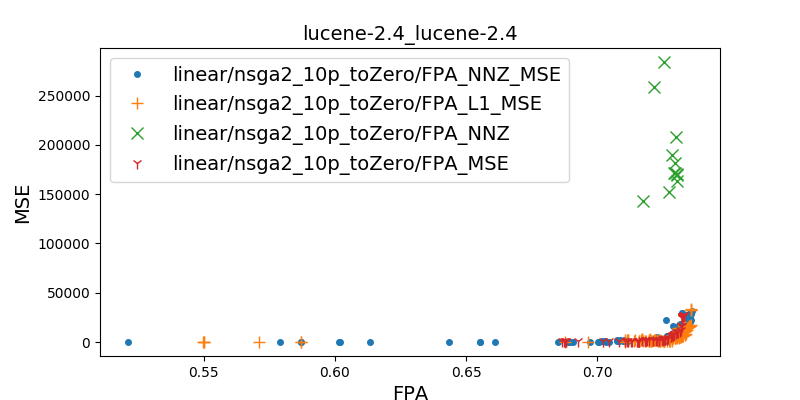 lucene-2.4_lucene-2.4
linear/nsga2_10p_toZero/FPA_NNZ_MSE
linear/nsga2_10p_toZero/FPA_L1_MSE
linear/nsga2_10p_toZero/FPA_NNZ
linear/nsga2_10p_toZero/FPA_MSE
250000
200000
150000
100000
50000
0
MSE
0.55 0.60 0.65 0.70
FPA